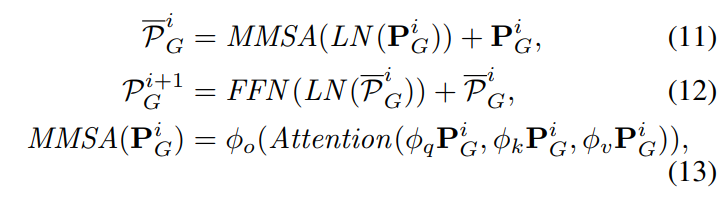 $\overline{\mathcal{P}}_G^i = MMSA(LN(\mathbf{P}_G^i)) + \mathbf{P}_G^i,$ (11)
$\mathcal{P}_G^{i+1} = FFN(LN(\overline{\mathcal{P}}_G^i)) + \overline{\mathcal{P}}_G^i,$ (12)
$MMSA(\mathbf{P}_G^i) = \phi_o(Attention(\phi_q \mathbf{P}_G^i, \phi_k \mathbf{P}_G^i, \phi_v \mathbf{P}_G^i)),$
(13)